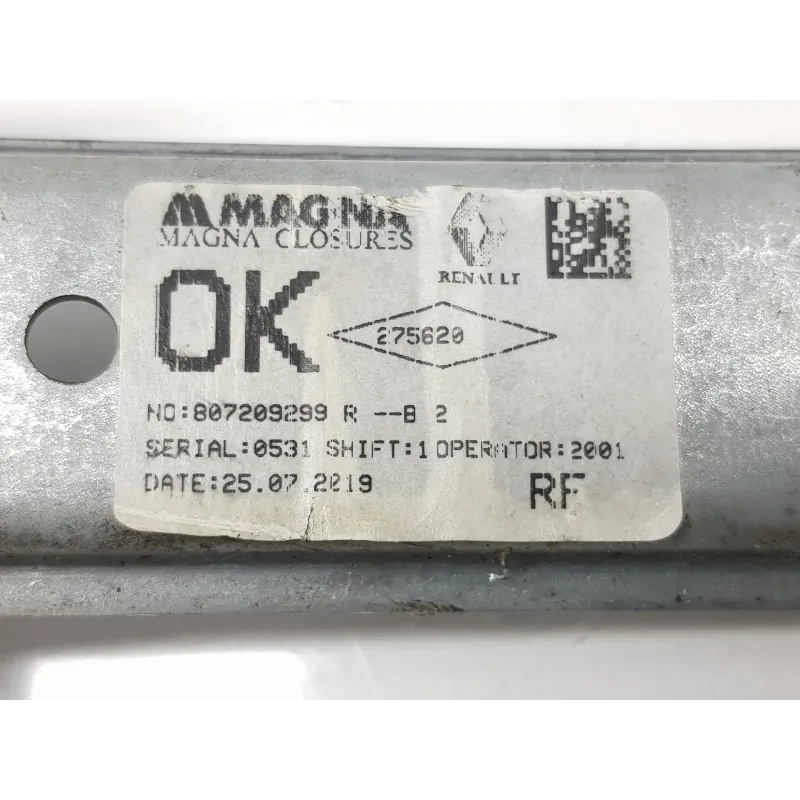 MAGNA
MAGNA CLOSURES
RENAULT
OK
275620
NO:807209299 R --B 2
SERIAL:0531 SHIFT:1 OPERATOR:2001
DATE:25.07.2019
RF